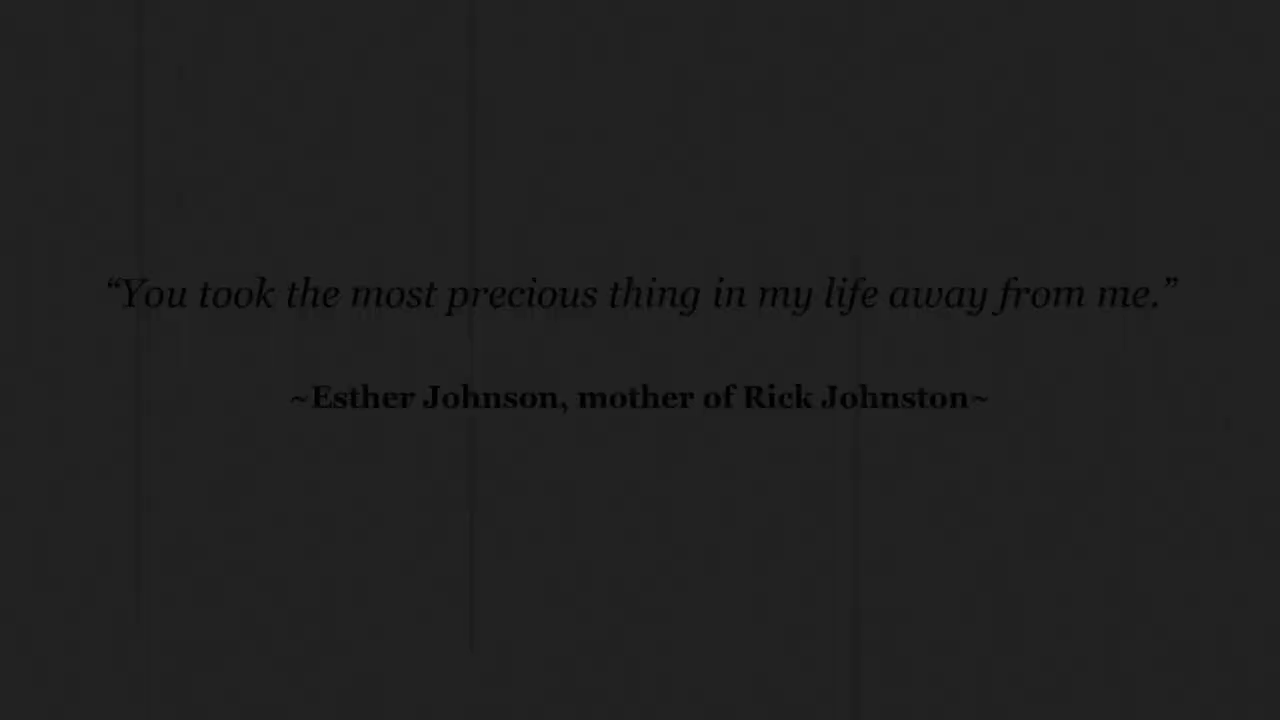 “You took the most precious thing in my life away from me.”
~Esther Johnson, mother of Rick Johnston~